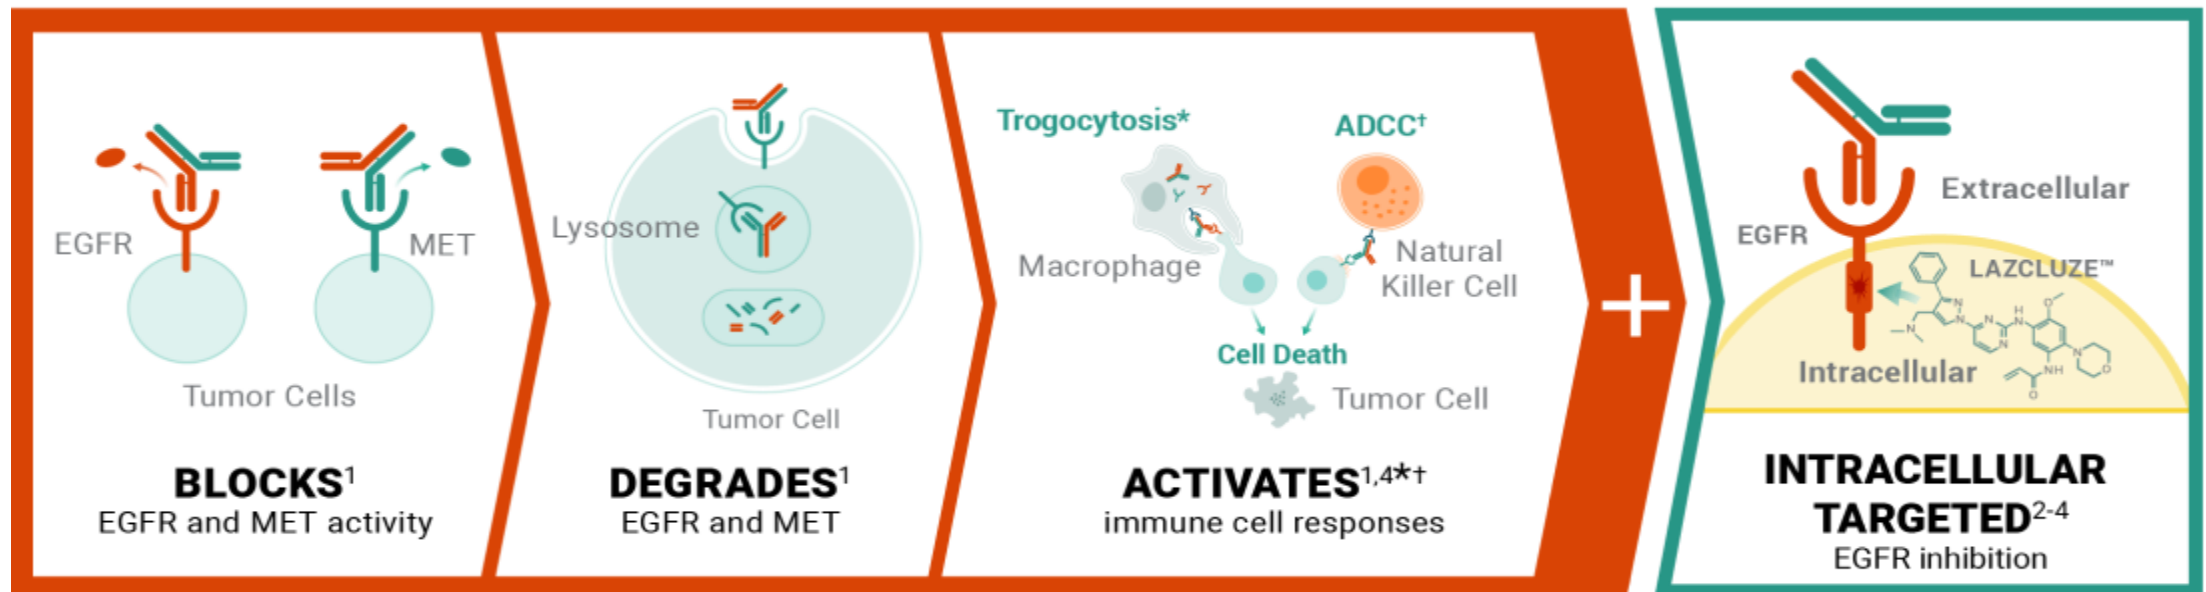 EGFR
MET
Tumor Cells
BLOCKS1
EGFR and MET activity
Lysosome
Tumor Cell
DEGRADES1
EGFR and MET
Trogocytosis*
ADCC†
Macrophage
Natural
Killer Cell
Cell Death
Tumor Cell
ACTIVATES1,4*†
immune cell responses
+
Extracellular
EGFR
LAZCLUZE™
N
N
N
N
N
H
N
O
N
O
NH
O
Intracellular
INTRACELLULAR
TARGETED2-4
EGFR inhibition